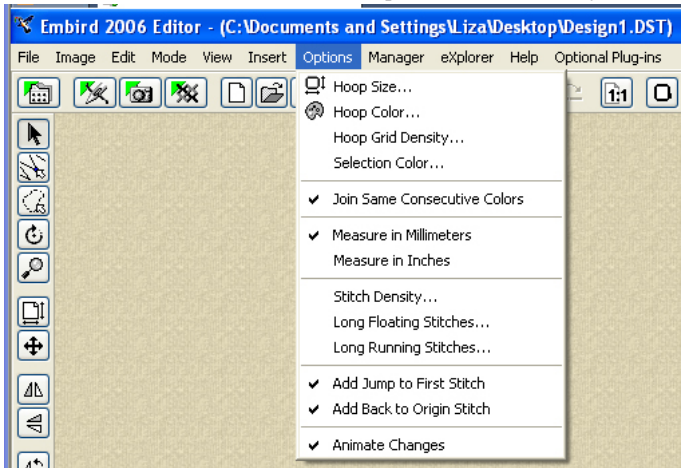 Embird 2006 Editor - (C:\Documents and Settings\Liza\Desktop\Design1.DST)
File Image Edit Mode View Insert Options Manager eXplorer Help Optional Plug-ins
1:1
Hoop Size...
Hoop Color...
Hoop Grid Density...
Selection Color...
Join Same Consecutive Colors
Measure in Millimeters
Measure in Inches
Stitch Density...
Long Floating Stitches...
Long Running Stitches...
Add Jump to First Stitch
Add Back to Origin Stitch
Animate Changes